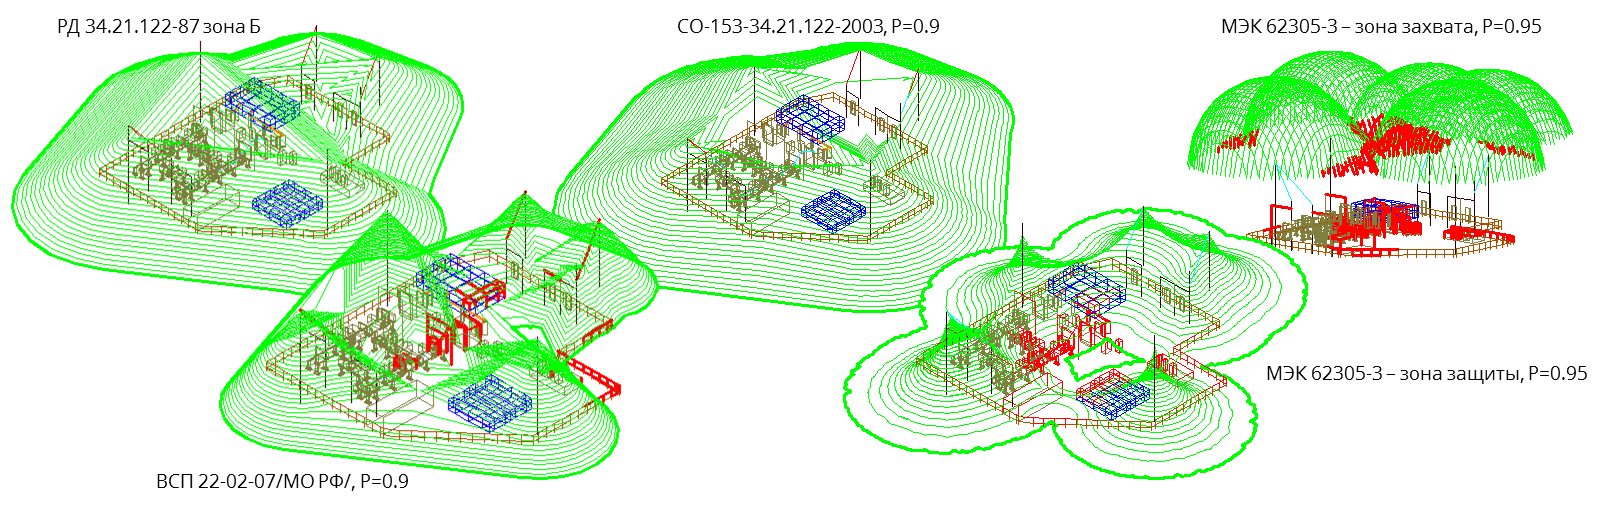 РД 34.21.122-87 зона Б
СО-153-34.21.122-2003, Р=0.9
МЭК 62305-3 – зона захвата, Р=0.95
МЭК 62305-3 – зона защиты, Р=0.95
ВСП 22-02-07/МО РФ/, Р=0.9